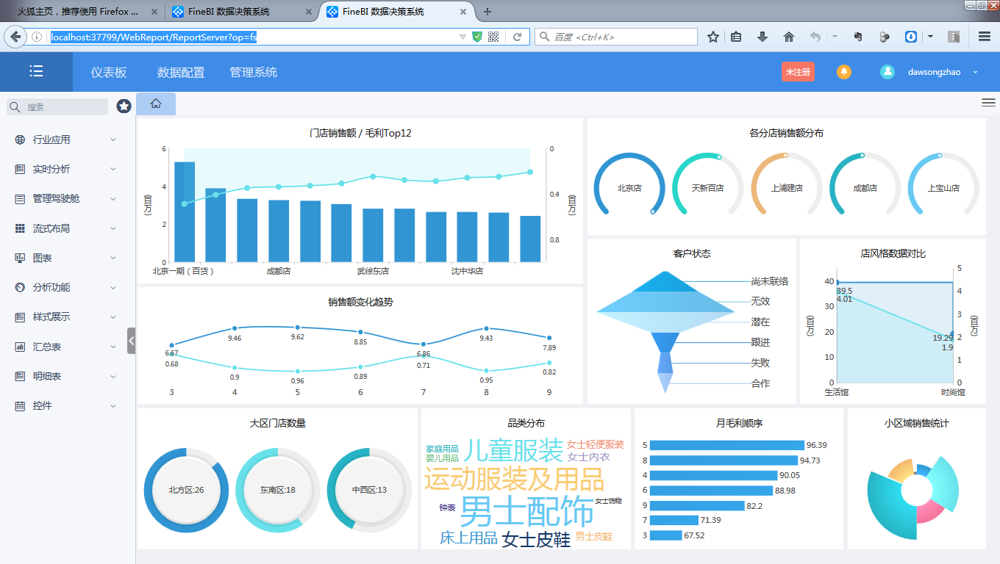 火狐主页，推荐使用 Firefox ...
FineBI 数据决策系统
FineBI 数据决策系统
localhost:37799/WebReport/ReportServer?op=fs
百度 <Ctrl+K>
仪表板
数据配置
管理系统
未注册
dawsongzhao
搜索
行业应用
实时分析
管理驾驶舱
流式布局
图表
分析功能
样式展示
汇总表
明细表
控件
门店销售额 / 毛利Top12
6
4
2
0
(百万)
0
0.4
0.8
(百万)
北京一期（百货）
成都店
武徐东店
沈中华店
各分店销售额分布
北京店
天新百店
上浦建店
成都店
上宝山店
销售额变化趋势
6.67
9.46
9.62
8.85
6.86
9.43
7.89
0.68
0.9
0.96
0.89
0.71
0.95
0.82
3
4
5
6
7
8
9
客户状态
尚未联络
无效
潜在
跟进
失败
合作
店风格数据对比
40
30
20
10
0
(百万)
39.5
4.01
19.29
1.9
5
4
3
2
1
0
(百万)
生活馆
时尚馆
大区门店数量
北方区:26
东南区:18
中西区:13
品类分布
家庭用品
婴儿用品
儿童服装
女士轻便服装
女士内衣
运动服装及用品
钟表
男士配饰
女士饰物
床上用品
女士皮鞋
男士皮鞋
月毛利顺序
5 96.39
8 94.73
4 90.05
6 88.98
9 82.2
7 71.39
3 67.52
小区域销售统计